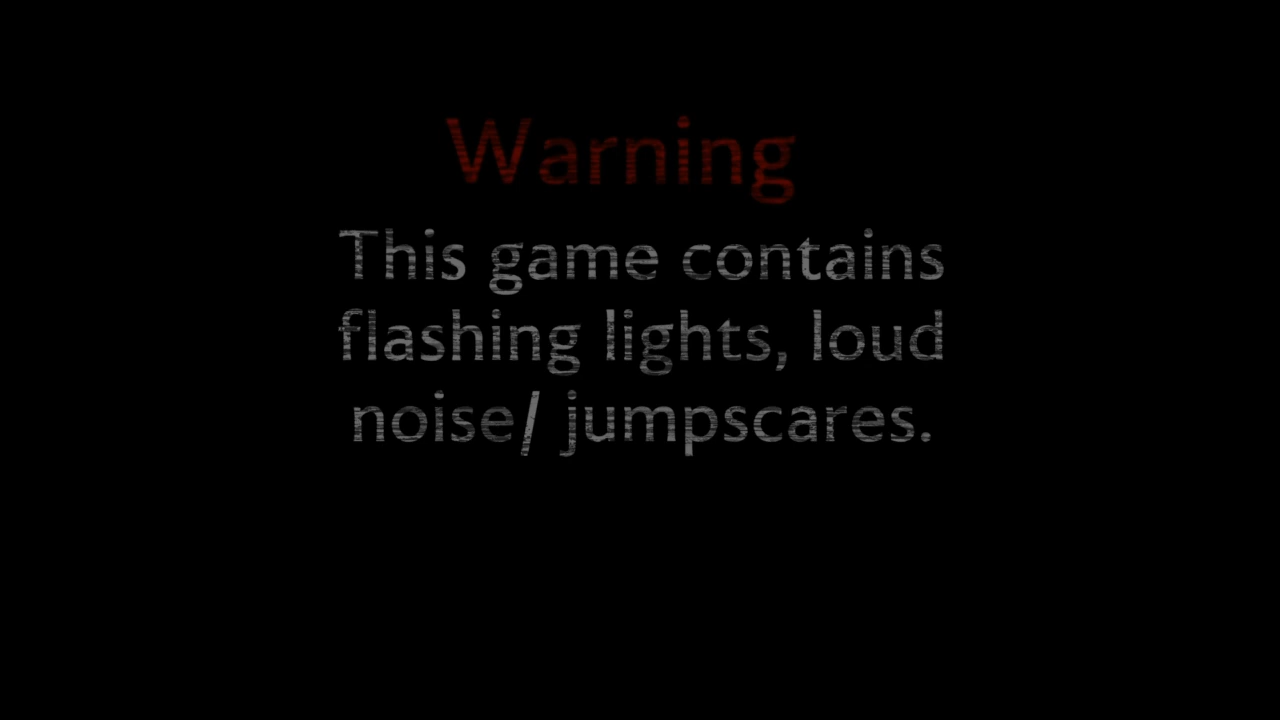 Warning
This game contains
flashing lights, loud
noise/ jumpscares.